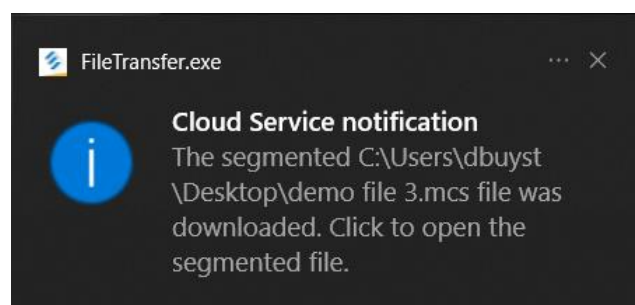 FileTransfer.exe
Cloud Service notification
The segmented C:\Users\dbuyst
\Desktop\demo file 3.mcs file was
downloaded. Click to open the
segmented file.